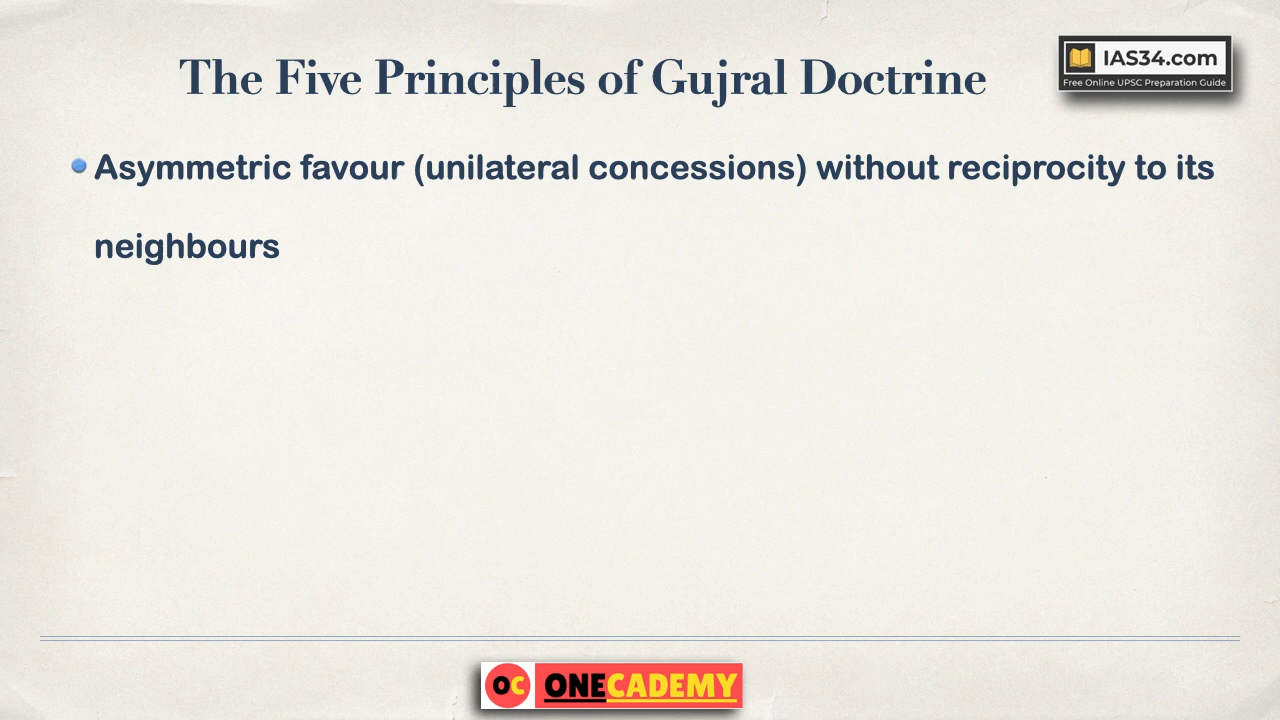 The Five Principles of Gujral Doctrine
IAS34.com
Free Online UPSC Preparation Guide
Asymmetric favour (unilateral concessions) without reciprocity to its
neighbours
OC ONECADEMY